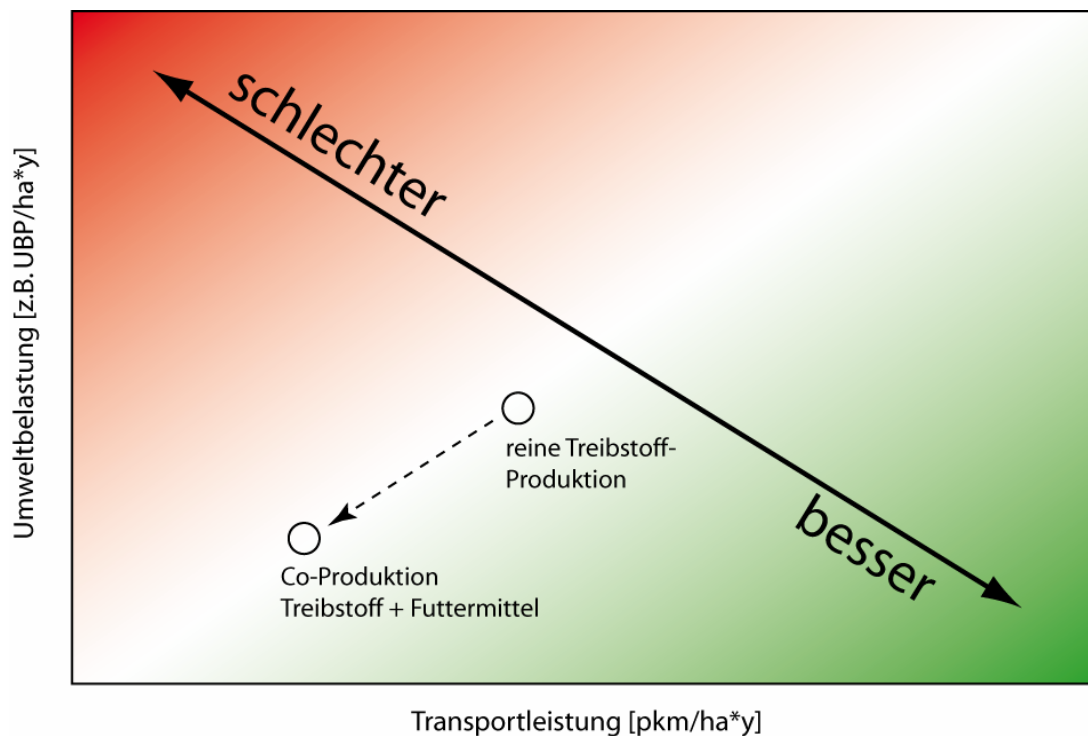 schlechter
Umweltbelastung [z.B. UBP/ha*y]
reine Treibstoff-
Produktion
besser
Co-Produktion
Treibstoff + Futtermittel
Transportleistung [pkm/ha*y]